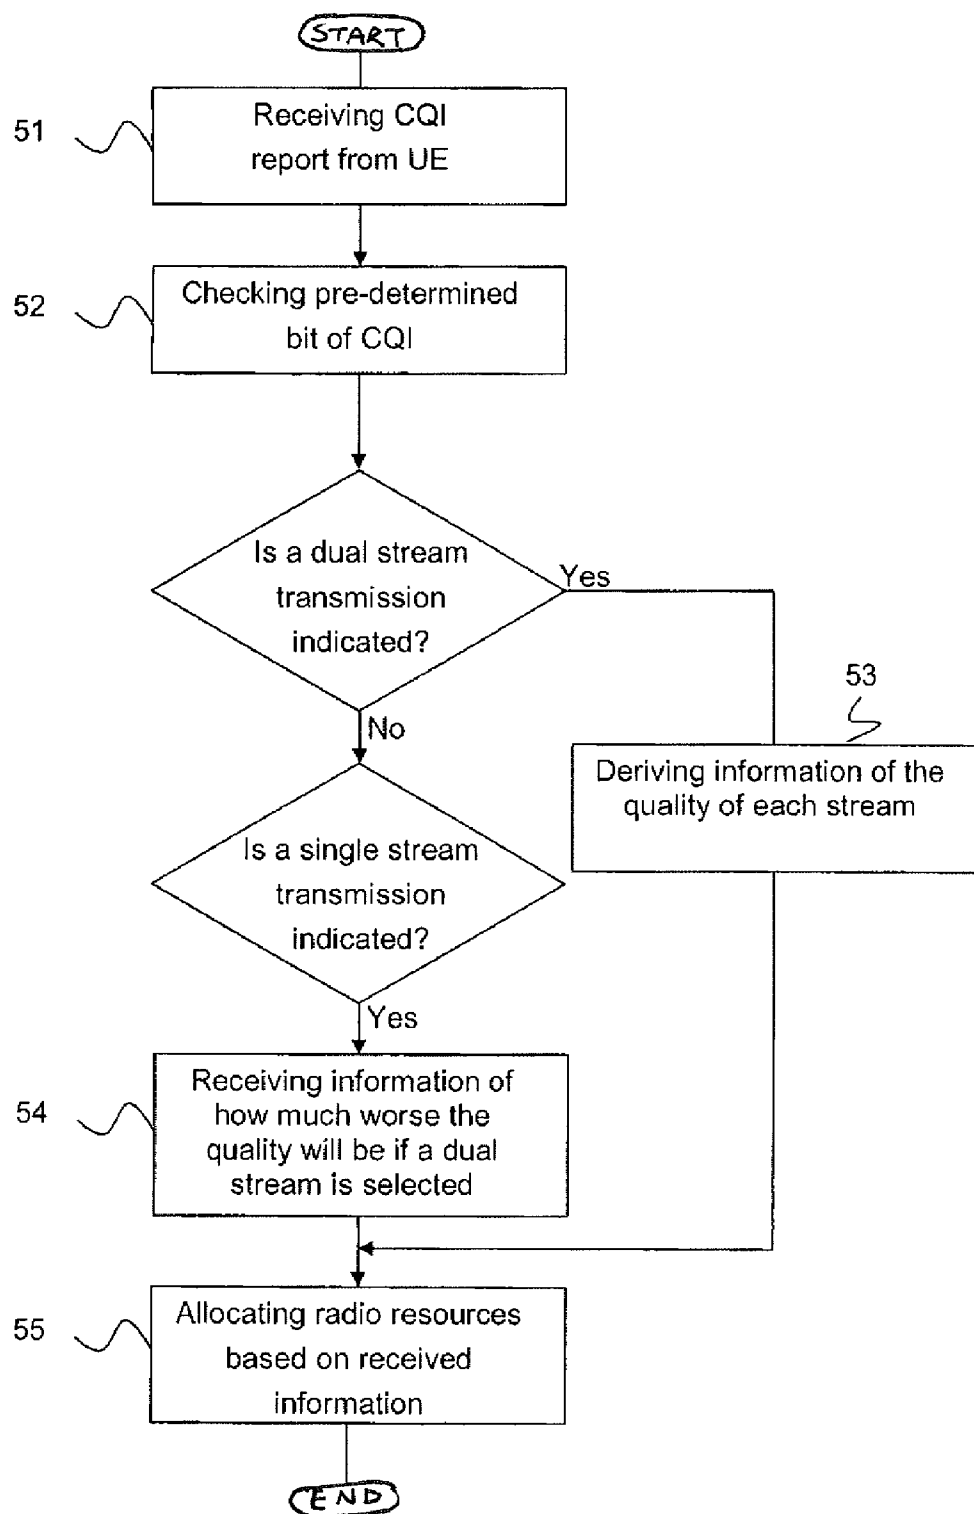 START
51
Receiving CQI
report from UE
52
Checking pre-determined
bit of CQI
Is a dual stream
transmission
indicated?
Yes
No
53
Deriving information of the
quality of each stream
Is a single stream
transmission
indicated?
Yes
54
Receiving information of
how much worse the
quality will be if a dual
stream is selected
55
Allocating radio resources
based on received
information
END